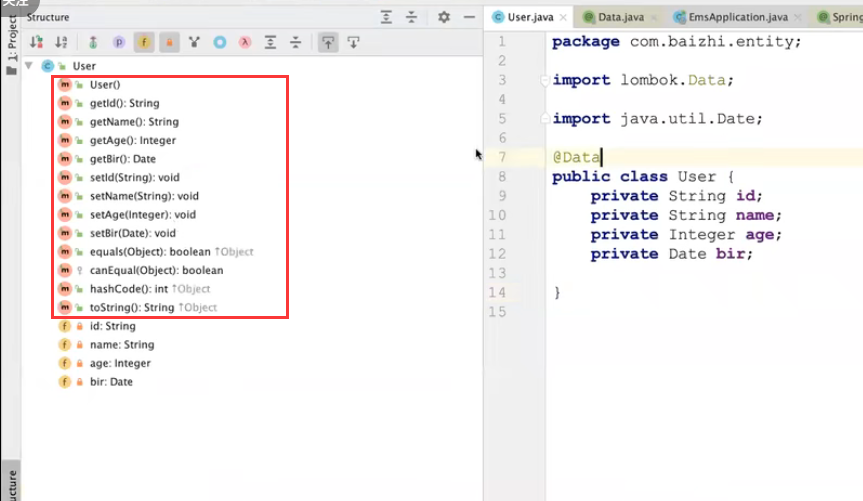 关注
Structure
1: Project
User
User()
getId(): String
getName(): String
getAge(): Integer
getBir(): Date
setId(String): void
setName(String): void
setAge(Integer): void
setBir(Date): void
equals(Object): boolean ↑Object
canEqual(Object): boolean
hashCode(): int ↑Object
toString(): String ↑Object
id: String
name: String
age: Integer
bir: Date
ucture
User.java Data.java EmsApplication.java Spring
1 package com.baizhi.entity;
2
3 import lombok.Data;
4
5 import java.util.Date;
6
7 @Data
8 public class User {
9 private String id;
10 private String name;
11 private Integer age;
12 private Date bir;
13
14 }
15